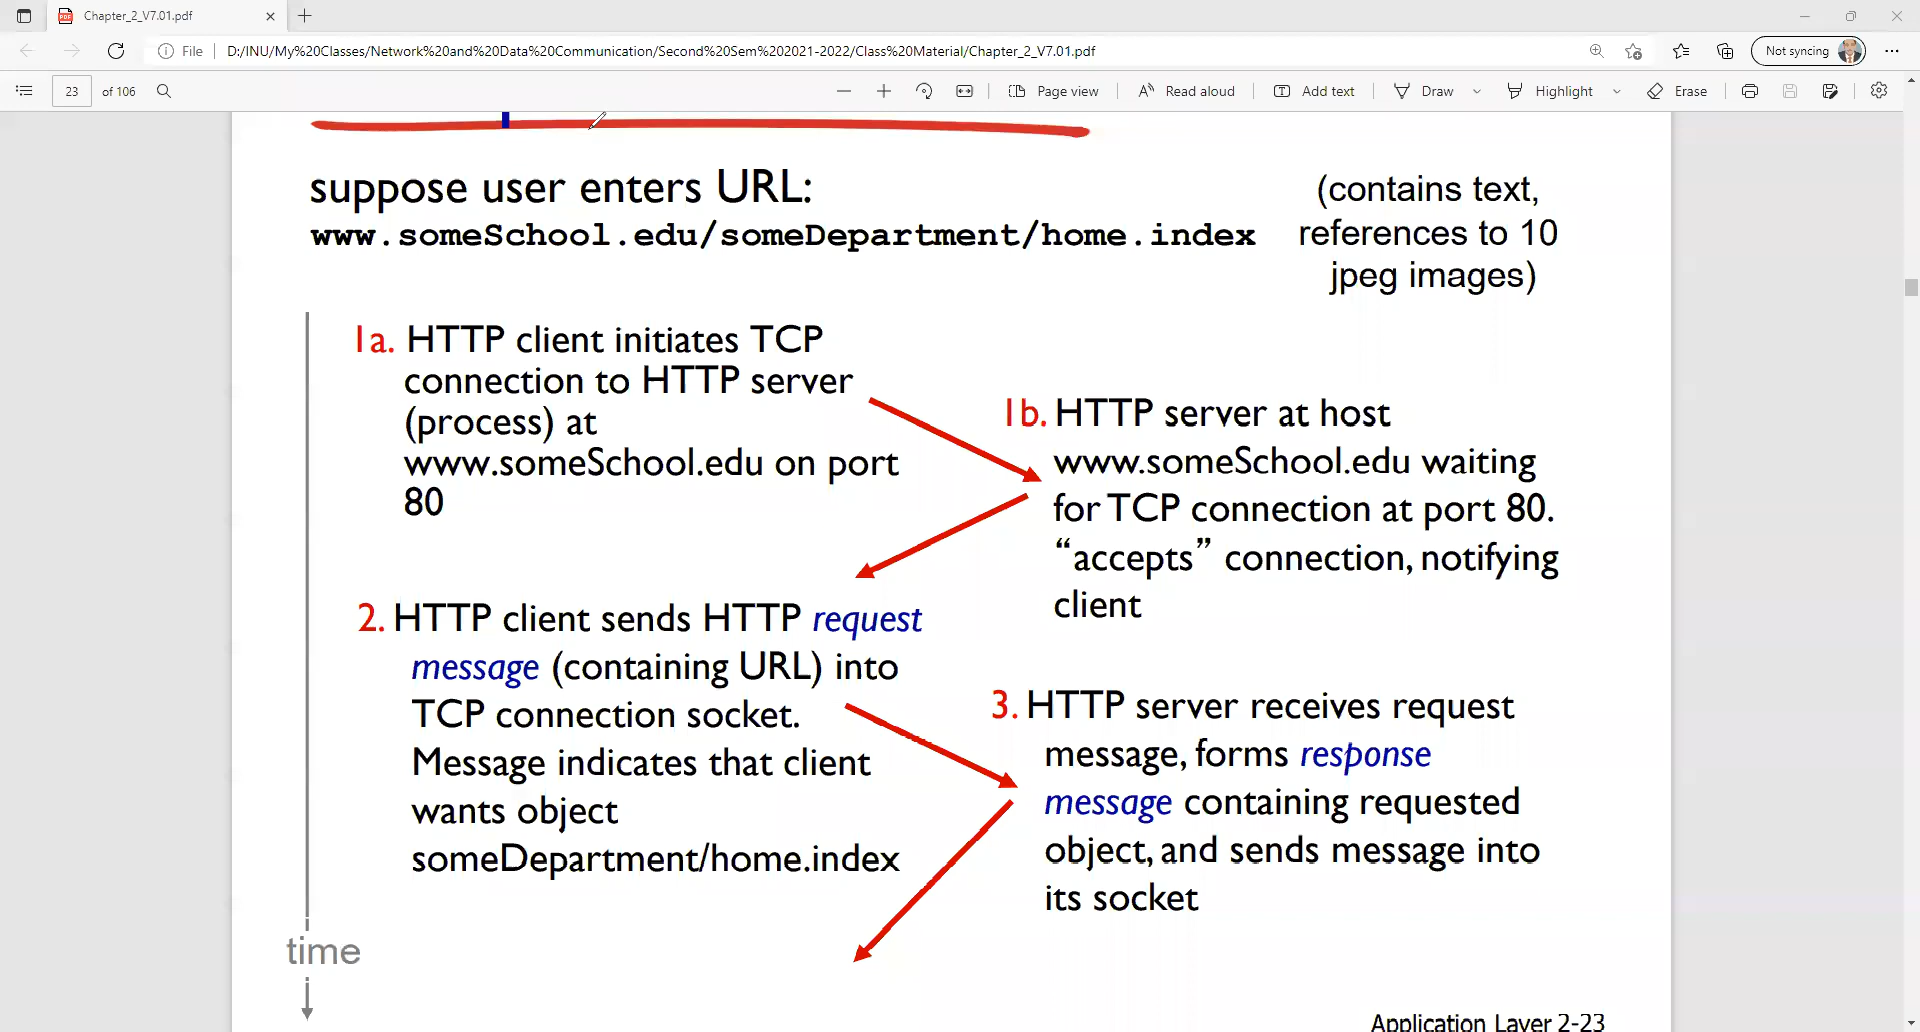 Chapter_2_V7.01.pdf
File D:/INU/My%20Classes/Network%20and%20Data%20Communication/Second%20Sem%202021-2022/Class%20Material/Chapter_2_V7.01.pdf Not syncing
23 of 106 Page view Read aloud Add text Draw Highlight Erase
suppose user enters URL:
www.someSchool.edu/someDepartment/home.index
(contains text,
references to 10
jpeg images)
1a. HTTP client initiates TCP
connection to HTTP server
(process) at
www.someSchool.edu on port
80
1b. HTTP server at host
www.someSchool.edu waiting
for TCP connection at port 80.
“accepts” connection, notifying
client
2. HTTP client sends HTTP request
message (containing URL) into
TCP connection socket.
Message indicates that client
wants object
someDepartment/home.index
3. HTTP server receives request
message, forms response
message containing requested
object, and sends message into
its socket
time
Application Layer 2-23